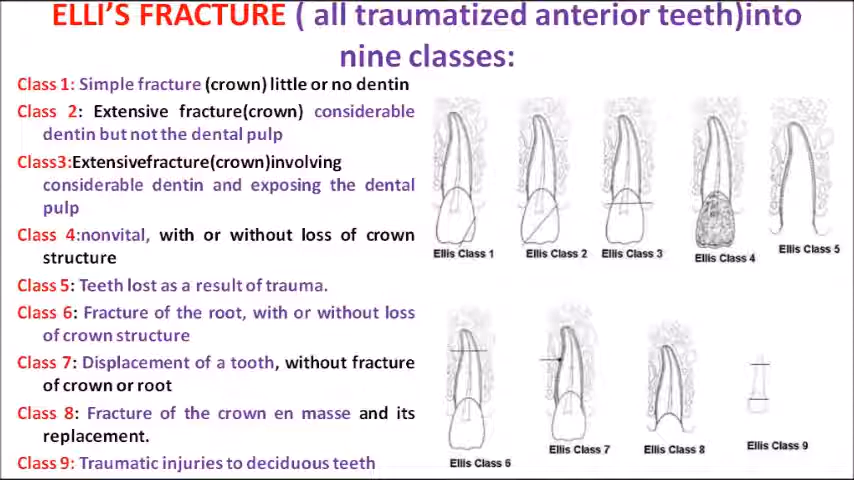 ELLI'S FRACTURE ( all traumatized anterior teeth)into
nine classes:
Class 1: Simple fracture (crown) little or no dentin
Class 2: Extensive fracture(crown) considerable
dentin but not the dental pulp
Class3:Extensivefracture(crown)involving
considerable dentin and exposing the dental
pulp
Class 4:nonvital, with or without loss of crown
structure
Class 5: Teeth lost as a result of trauma.
Class 6: Fracture of the root, with or without loss
of crown structure
Class 7: Displacement of a tooth, without fracture
of crown or root
Class 8: Fracture of the crown en masse and its
replacement.
Class 9: Traumatic injuries to deciduous teeth
Ellis Class 1
Ellis Class 2
Ellis Class 3
Ellis Class 4
Ellis Class 5
Ellis Class 6
Ellis Class 7
Ellis Class 8
Ellis Class 9